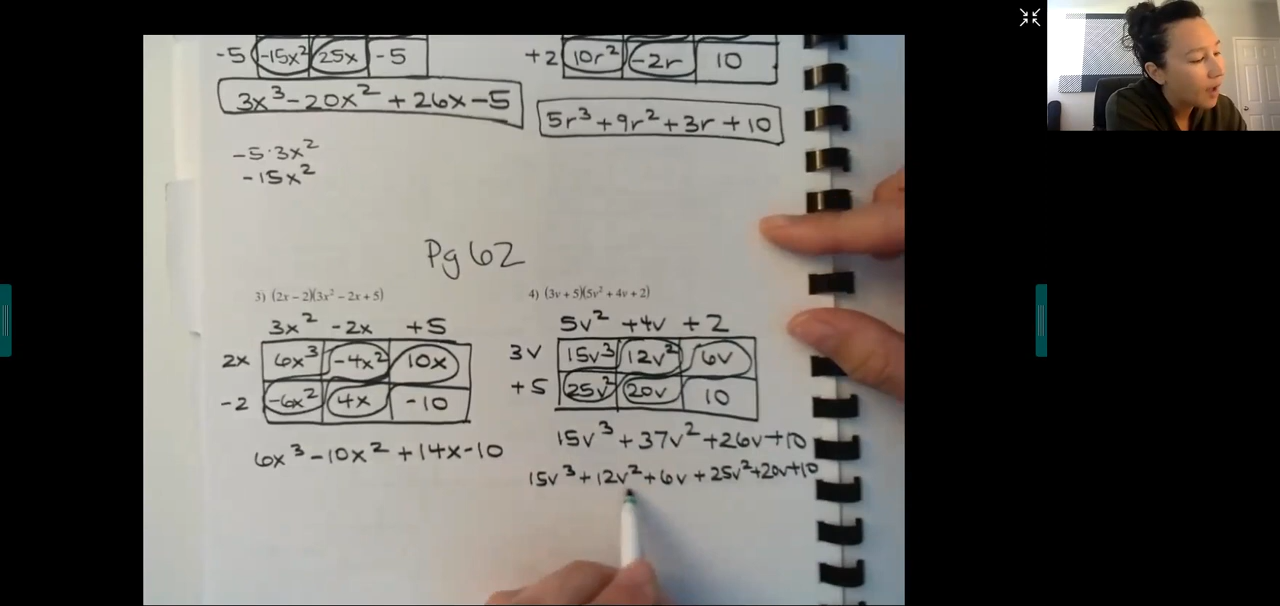 -5 -15x² 25x -5
3x³ - 20x² + 26x - 5
-5·3x²
-15x²
+2 10r² -2r 10
5r³ + 9r² + 3r + 10
Pg 62
3) (2x − 2)(3x² − 2x + 5)
3x² -2x +5
2x 6x³ -4x² 10x
-2 -6x² 4x -10
6x³ - 10x² + 14x - 10
4) (3v + 5)(5v² + 4v + 2)
5v² +4v +2
3v 15v³ 12v² 6v
+5 25v² 20v 10
15v³ + 37v² + 26v + 10
15v³ + 12v² + 6v + 25v² + 20v + 10